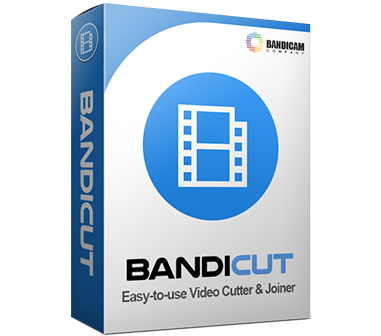 BANDICAM
COMPANY
BANDICUT
BANDICUT
Easy-to-use Video Cutter & Joiner